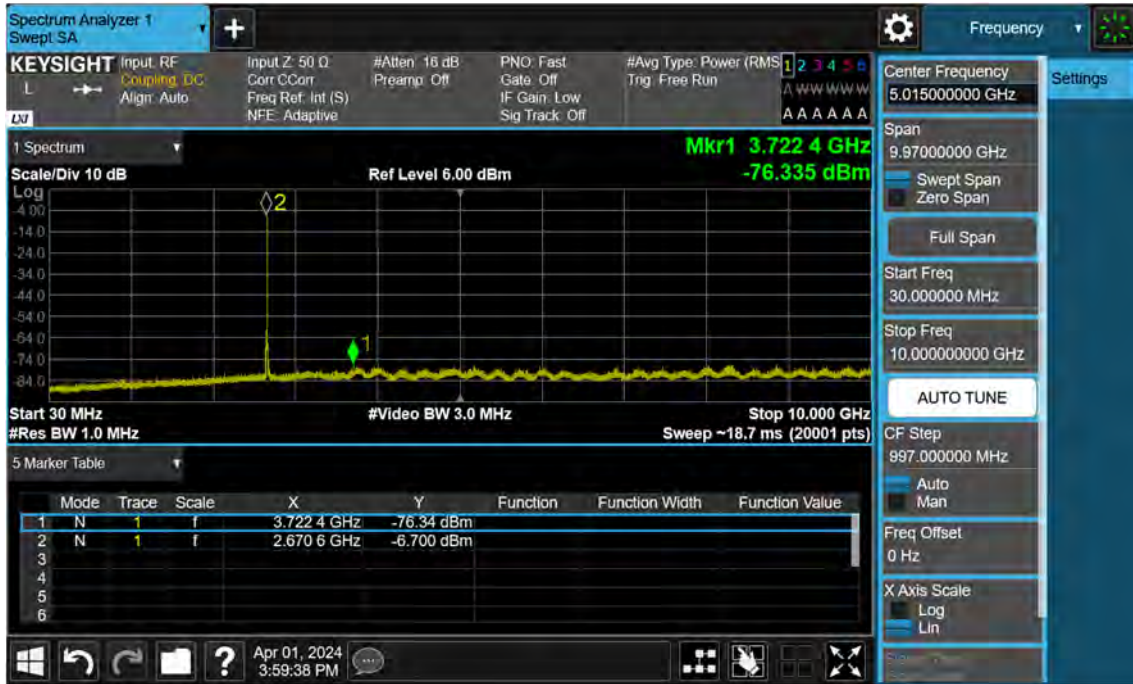 Spectrum Analyzer 1
Swept SA
Frequency
KEYSIGHT
L
LXI
Input: RF
Coupling: DC
Align: Auto
Input Z: 50 Ω
Corr CCorr
Freq Ref: Int (S)
NFE: Adaptive
#Atten: 16 dB
Preamp: Off
PNO: Fast
Gate: Off
IF Gain: Low
Sig Track: Off
#Avg Type: Power (RMS
Trig: Free Run
1 2 3 4 5 6
A W W W W W
A A A A A A
1 Spectrum
Scale/Div 10 dB
Ref Level 6.00 dBm
Mkr1 3.722 4 GHz
-76.335 dBm
Log
-4.00
-14.0
-24.0
-34.0
-44.0
-54.0
-64.0
-74.0
-84.0
2
1
Start 30 MHz
#Video BW 3.0 MHz
Stop 10.000 GHz
#Res BW 1.0 MHz
Sweep ~18.7 ms (20001 pts)
5 Marker Table
Mode Trace Scale X Y Function Function Width Function Value
1 N 1 f 3.722 4 GHz -76.34 dBm
2 N 1 f 2.670 6 GHz -6.700 dBm
3
4
5
6
Apr 01, 2024
3:59:38 PM
Center Frequency
5.015000000 GHz
Settings
Span
9.97000000 GHz
Swept Span
Zero Span
Full Span
Start Freq
30.000000 MHz
Stop Freq
10.000000000 GHz
AUTO TUNE
CF Step
997.000000 MHz
Auto
Man
Freq Offset
0 Hz
X Axis Scale
Log
Lin